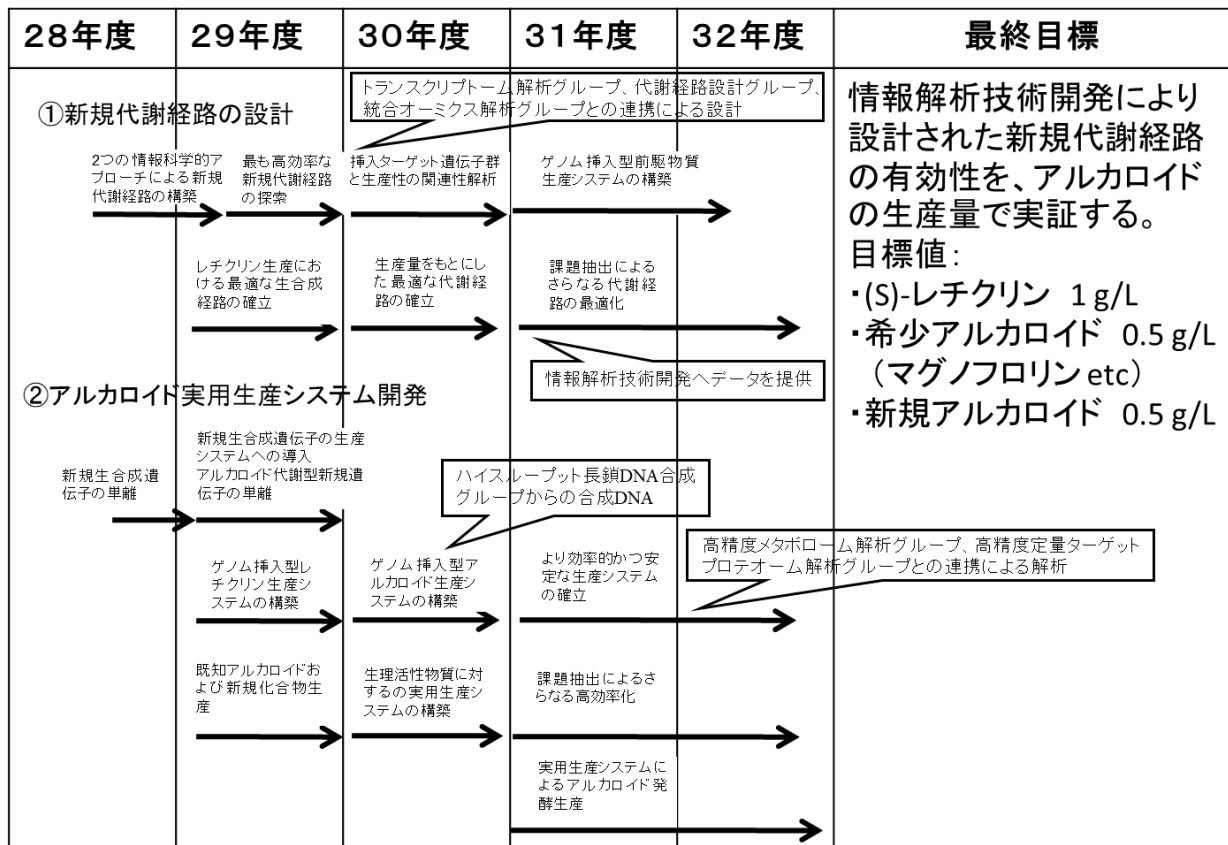 28年度
29年度
30年度
31年度
32年度
最終目標
トランスクリプトーム解析グループ、代謝経路設計グループ、
統合オーミクス解析グループとの連携による設計
①新規代謝経路の設計
2つの情報科学的ア
プローチによる新規
代謝経路の構築
最も高効率な
新規代謝経路
の探索
挿入ターゲット遺伝子群
と生産性の関連性解析
ゲノム挿入型前駆物質
生産システムの構築
レチクリン生産にお
ける最適な生合成
経路の確立
生産量をもとにし
た最適な代謝経
路の確立
課題抽出による
さらなる代謝経
路の最適化
情報解析技術開発へデータを提供
②アルカロイド実用生産システム開発
新規生合成遺
伝子の単離
新規生合成遺伝子の生産
システムへの導入
アルカロイド代謝型新規遺
伝子の単離
ハイスループット長鎖DNA合成
グループからの合成DNA
高精度メタボローム解析グループ、高精度定量ターゲット
プロテオーム解析グループとの連携による解析
ゲノム挿入型レ
チクリン生産シ
ステムの構築
ゲノム挿入型ア
ルカロイド生産シ
ステムの構築
より効率的かつ安
定な生産システム
の確立
既知アルカロイドお
よび新規化合物生
産
生理活性物質に対
するの実用生産シ
ステムの構築
課題抽出によるさ
らなる高効率化
実用生産システムに
よるアルカロイド発
酵生産
情報解析技術開発により
設計された新規代謝経路
の有効性を、アルカロイド
の生産量で実証する。
目標値：
・(S)-レチクリン 1 g/L
・希少アルカロイド 0.5 g/L
（マグノフロリン etc）
・新規アルカロイド 0.5 g/L